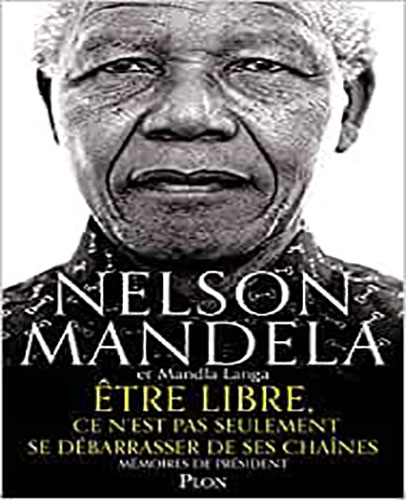 NELSON
MANDELA
et Mandla Langa
ÊTRE LIBRE,
CE N'EST PAS SEULEMENT
SE DÉBARRASSER DE SES CHAÎNES
MÉMOIRES DE PRÉSIDENT
PLON